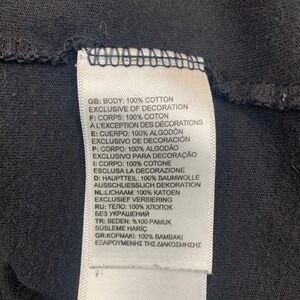 GB: BODY: 100% COTTON
EXCLUSIVE OF DECORATION
F: CORPS: 100% COTON
À L'EXCEPTION DES DÉCORATIONS
E: CUERPO: 100% ALGODÓN
EXCLUSIVO DE DECORACIÓN
P: CORPO: 100% ALGODÃO
EXCLUSIVO PARA DECORAÇÃO
I: CORPO: 100% COTONE
ESCLUSA LA DECORAZIONE
D: HAUPTTEIL: 100% BAUMWOLLE
AUSSCHLIESSLICH DEKORATION
NL: LICHAAM: 100% KATOEN
EXCLUSIEF VERSIERING
RU: ТЕЛО: 100% ХЛОПОК
БЕЗ УКРАШЕНИЙ
TR: BEDEN: %100 PAMUK
SÜSLEME HARİÇ
GR: ΚΟΡΜΑΚΙ: 100% ΒΑΜΒΑΚΙ
ΕΞΑΙΡΟΥΜΕΝΗΣ ΤΗΣ ΔΙΑΚΟΣΜΗΣΗΣ